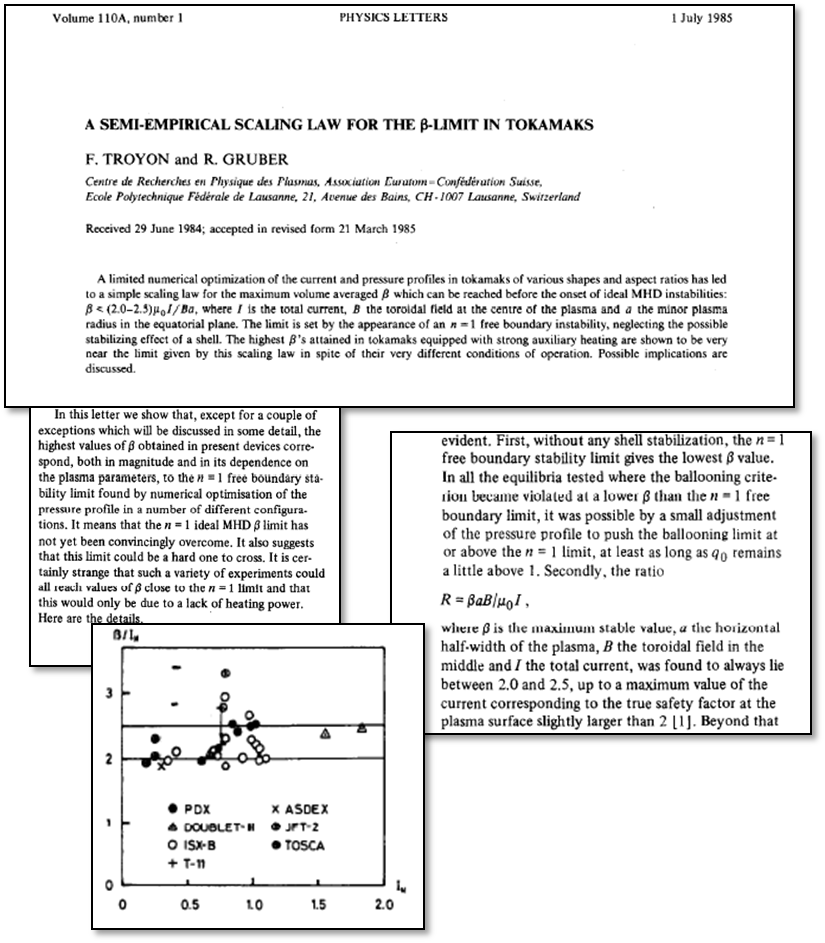 Volume 110A, number 1 PHYSICS LETTERS 1 July 1985
A SEMI-EMPIRICAL SCALING LAW FOR THE β-LIMIT IN TOKAMAKS
F. TROYON and R. GRUBER
Centre de Recherches en Physique des Plasmas, Association Euratom–Confédération Suisse,
Ecole Polytechnique Fédérale de Lausanne, 21, Avenue des Bains, CH-1007 Lausanne, Switzerland
Received 29 June 1984; accepted in revised form 21 March 1985
A limited numerical optimization of the current and pressure profiles in tokamaks of various shapes and aspect ratios has led
to a simple scaling law for the maximum volume averaged β which can be reached before the onset of ideal MHD instabilities:
β < (2.0–2.5)μ₀I/Ba, where I is the total current, B the toroidal field at the centre of the plasma and a the minor plasma
radius in the equatorial plane. The limit is set by the appearance of an n = 1 free boundary instability, neglecting the possible
stabilizing effect of a shell. The highest β's attained in tokamaks equipped with strong auxiliary heating are shown to be very
near the limit given by this scaling law in spite of their very different conditions of operation. Possible implications are
discussed.
In this letter we show that, except for a couple of
exceptions which will be discussed in some detail, the
highest values of β obtained in present devices corre-
spond, both in magnitude and in its dependence on
the plasma parameters, to the n = 1 free boundary sta-
bility limit found by numerical optimisation of the
pressure profile in a number of different configura-
tions. It means that the n = 1 ideal MHD β limit has
not yet been convincingly overcome. It also suggests
that this limit could be a hard one to cross. It is cer-
tainly strange that such a variety of experiments could
all reach values of β close to the n = 1 limit and that
this would only be due to a lack of heating power.
Here are the details.
evident. First, without any shell stabilization, the n = 1
free boundary stability limit gives the lowest β value.
In all the equilibria tested where the ballooning crite-
rion became violated at a lower β than the n = 1 free
boundary limit, it was possible by a small adjustment
of the pressure profile to push the ballooning limit at
or above the n = 1 limit, at least as long as q₀ remains
a little above 1. Secondly, the ratio
R = βaB/μ₀I ,
where β is the maximum stable value, a the horizontal
half-width of the plasma, B the toroidal field in the
middle and I the total current, was found to always lie
between 2.0 and 2.5, up to a maximum value of the
current corresponding to the true safety factor at the
plasma surface slightly larger than 2 [1]. Beyond that
β/I_N
3
2
1
0
PDX × ASDEX
DOUBLET-III JFT-2
ISX-B TOSCA
+ T-11
I_N
0 0.5 1.0 1.5 2.0